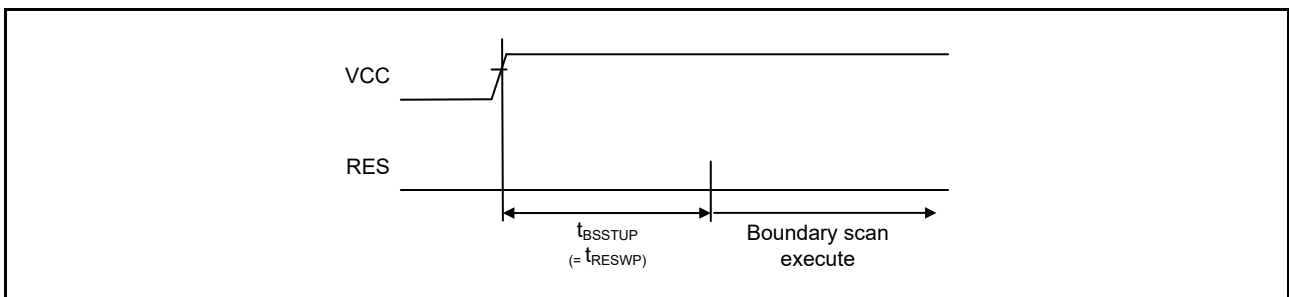 VCC
RES
tBSSTUP
(= tRESWP)
Boundary scan
execute